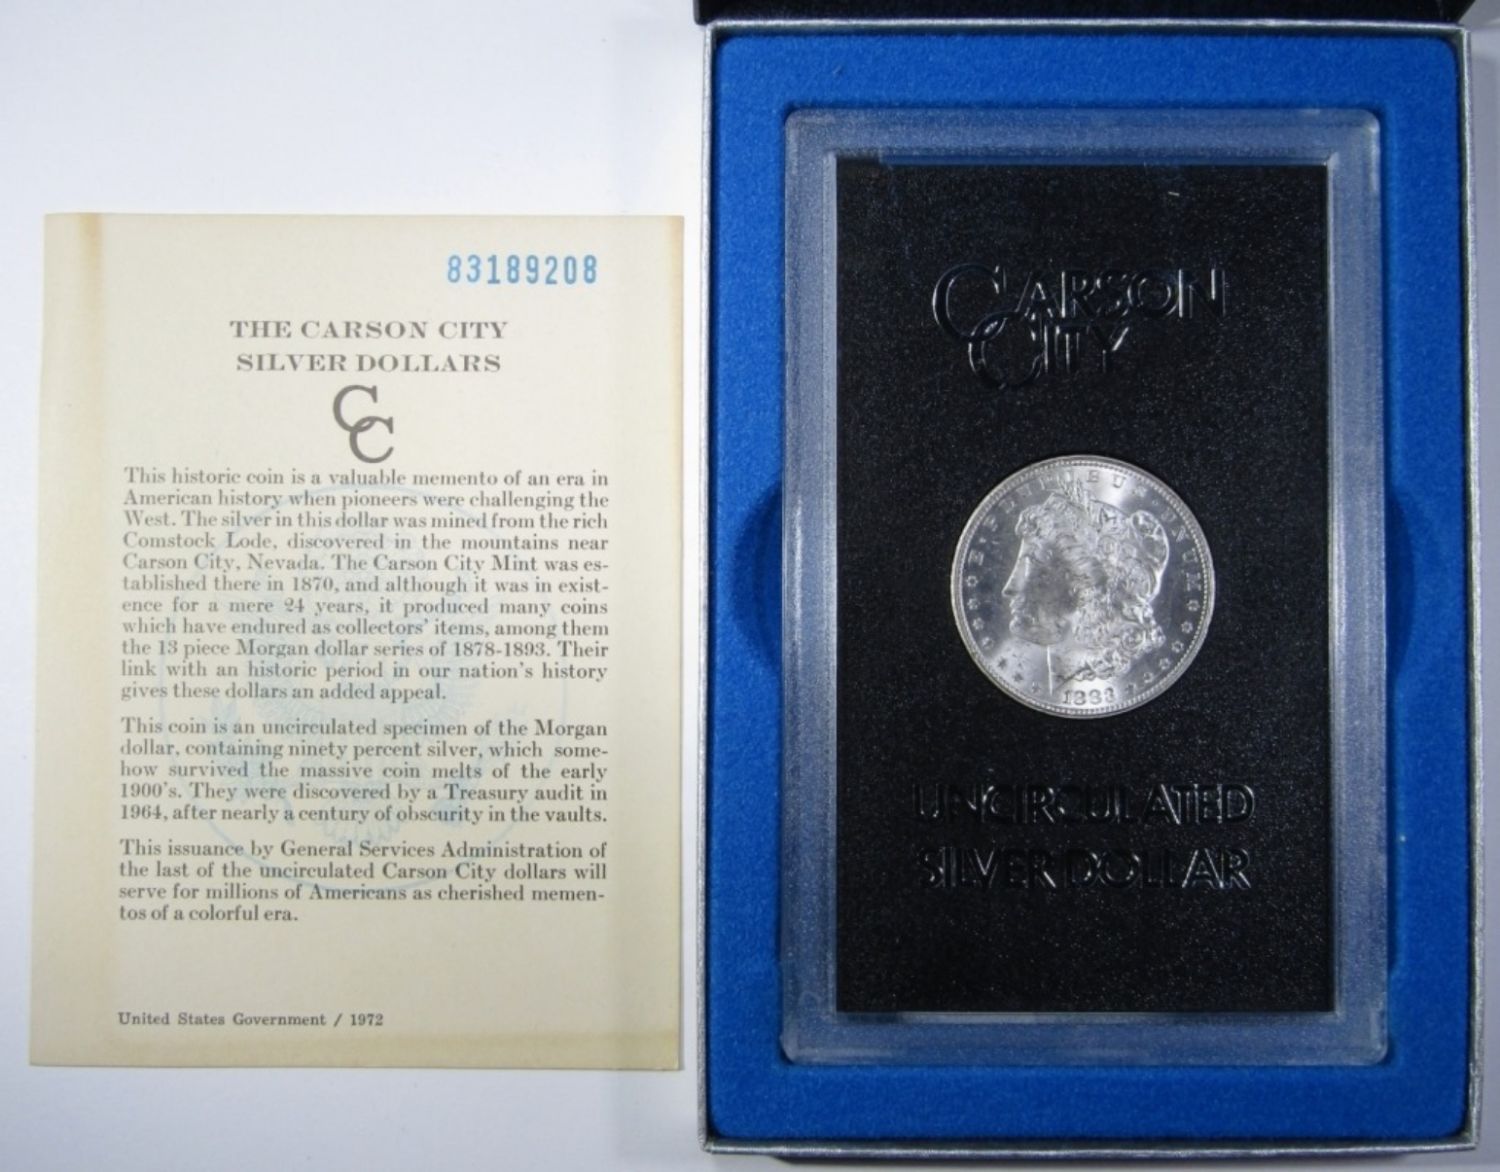 83189208
THE CARSON CITY
SILVER DOLLARS
CC
This historic coin is a valuable memento of an era in
American history when pioneers were challenging the
West. The silver in this dollar was mined from the rich
Comstock Lode, discovered in the mountains near
Carson City, Nevada. The Carson City Mint was es-
tablished there in 1870, and although it was in exist-
ence for a mere 24 years, it produced many coins
which have endured as collectors' items, among them
the 13 piece Morgan dollar series of 1878-1893. Their
link with an historic period in our nation's history
gives these dollars an added appeal.
This coin is an uncirculated specimen of the Morgan
dollar, containing ninety percent silver, which some-
how survived the massive coin melts of the early
1900's. They were discovered by a Treasury audit in
1964, after nearly a century of obscurity in the vaults.
This issuance by General Services Administration of
the last of the uncirculated Carson City dollars will
serve for millions of Americans as cherished memen-
tos of a colorful era.
United States Government / 1972
CARSON
CITY
E·PLURIBUS·UNUM
1883
UNCIRCULATED
SILVER DOLLAR